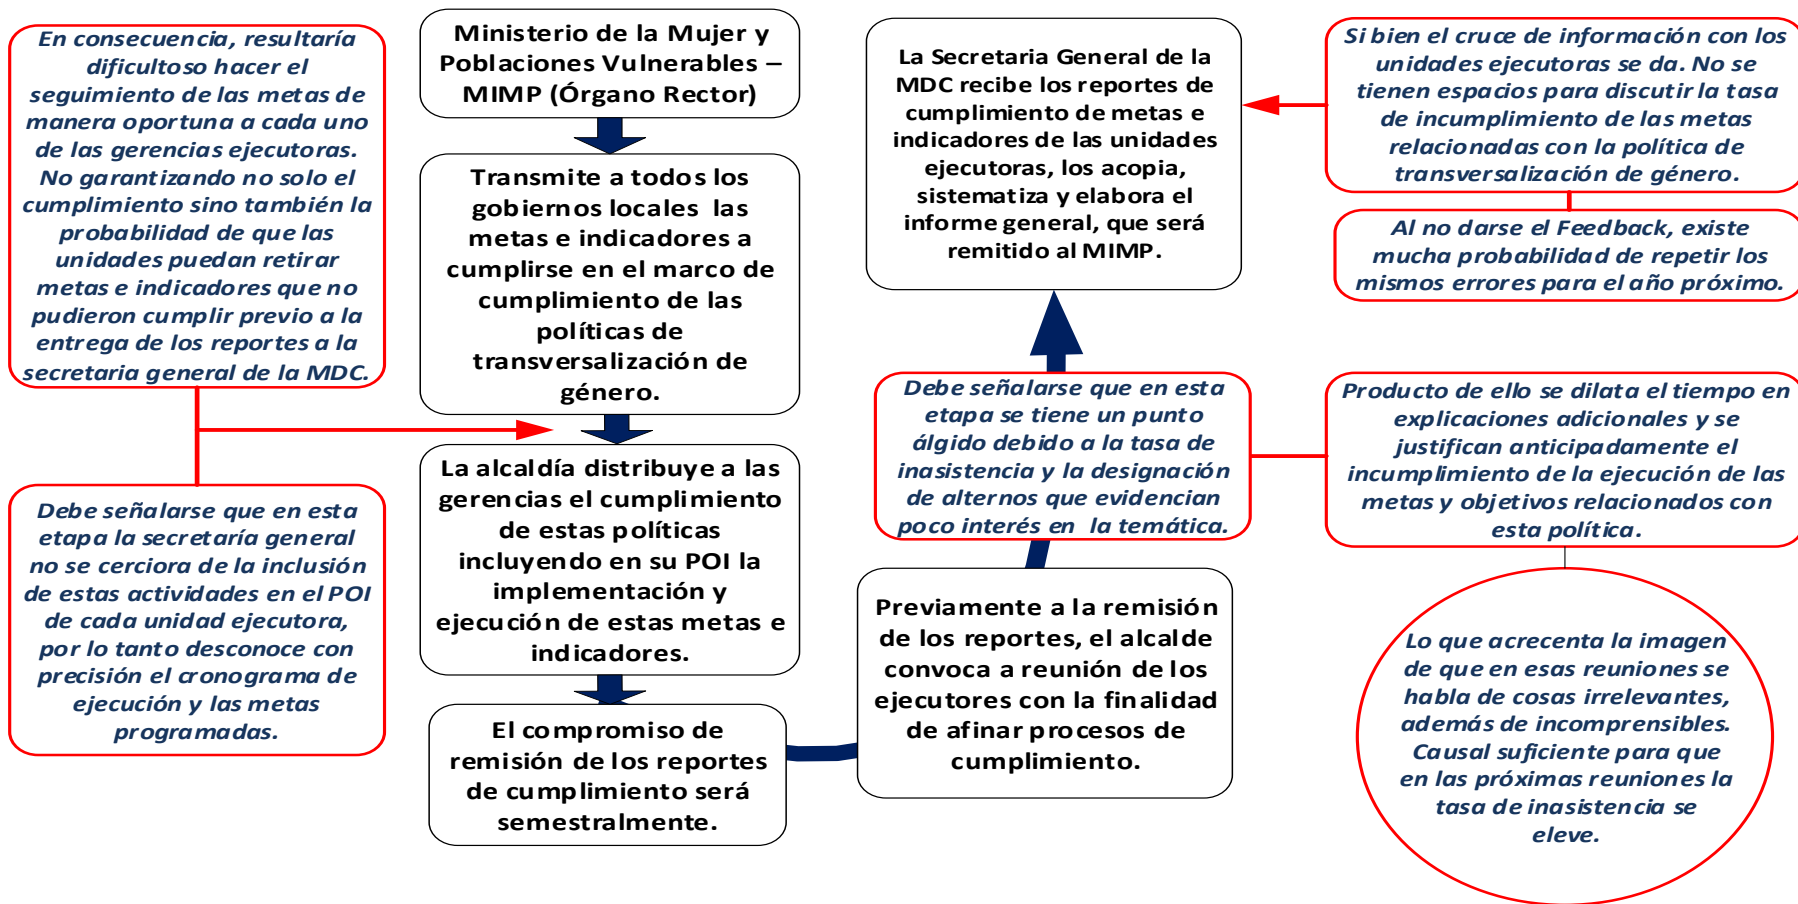 En consecuencia, resultaría
dificultoso hacer el
seguimiento de las metas de
manera oportuna a cada uno
de las gerencias ejecutoras.
No garantizando no solo el
cumplimiento sino también la
probabilidad de que las
unidades puedan retirar
metas e indicadores que no
pudieron cumplir previo a la
entrega de los reportes a la
secretaria general de la MDC.
Debe señalarse que en esta
etapa la secretaría general
no se cerciora de la inclusión
de estas actividades en el POI
de cada unidad ejecutora,
por lo tanto desconoce con
precisión el cronograma de
ejecución y las metas
programadas.
Ministerio de la Mujer y
Poblaciones Vulnerables –
MIMP (Órgano Rector)
Transmite a todos los
gobiernos locales las
metas e indicadores a
cumplirse en el marco de
cumplimiento de las
políticas de
transversalización de
género.
La alcaldía distribuye a las
gerencias el cumplimiento
de estas políticas
incluyendo en su POI la
implementación y
ejecución de estas metas e
indicadores.
El compromiso de
remisión de los reportes
de cumplimiento será
semestralmente.
La Secretaria General de la
MDC recibe los reportes de
cumplimiento de metas e
indicadores de las unidades
ejecutoras, los acopia,
sistematiza y elabora el
informe general, que será
remitido al MIMP.
Debe señalarse que en esta
etapa se tiene un punto
álgido debido a la tasa de
inasistencia y la designación
de alternos que evidencian
poco interés en la temática.
Previamente a la remisión
de los reportes, el alcalde
convoca a reunión de los
ejecutores con la finalidad
de afinar procesos de
cumplimiento.
Si bien el cruce de información con los
unidades ejecutoras se da. No se
tienen espacios para discutir la tasa
de incumplimiento de las metas
relacionadas con la política de
transversalización de género.
Al no darse el Feedback, existe
mucha probabilidad de repetir los
mismos errores para el año próximo.
Producto de ello se dilata el tiempo en
explicaciones adicionales y se
justifican anticipadamente el
incumplimiento de la ejecución de las
metas y objetivos relacionados con
esta política.
Lo que acrecenta la imagen
de que en esas reuniones se
habla de cosas irrelevantes,
además de incomprensibles.
Causal suficiente para que
en las próximas reuniones la
tasa de inasistencia se
eleve.